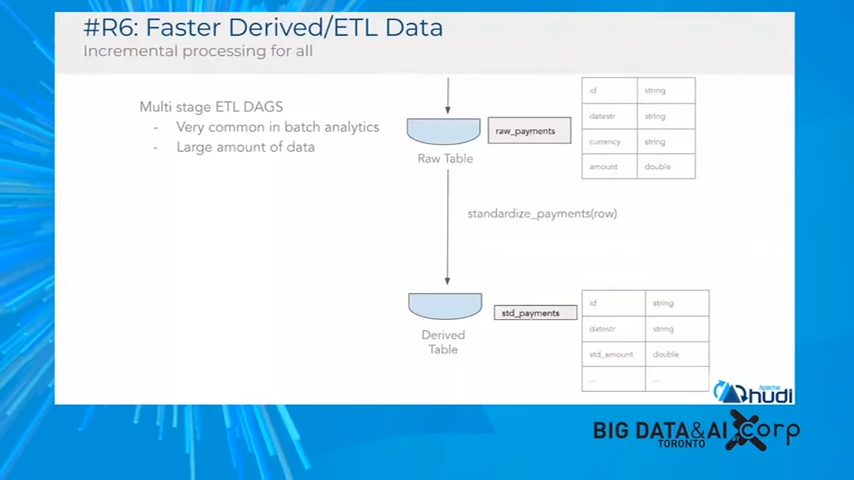 #R6: Faster Derived/ETL Data
Incremental processing for all
Multi stage ETL DAGS
- Very common in batch analytics
- Large amount of data
raw_payments
Raw Table
id string
datestr string
currency string
amount double
standardize_payments(row)
std_payments
Derived
Table
id string
datestr string
std_amount double
... ...
Apache
hudi
BIG DATA&AI
TORONTO
corp